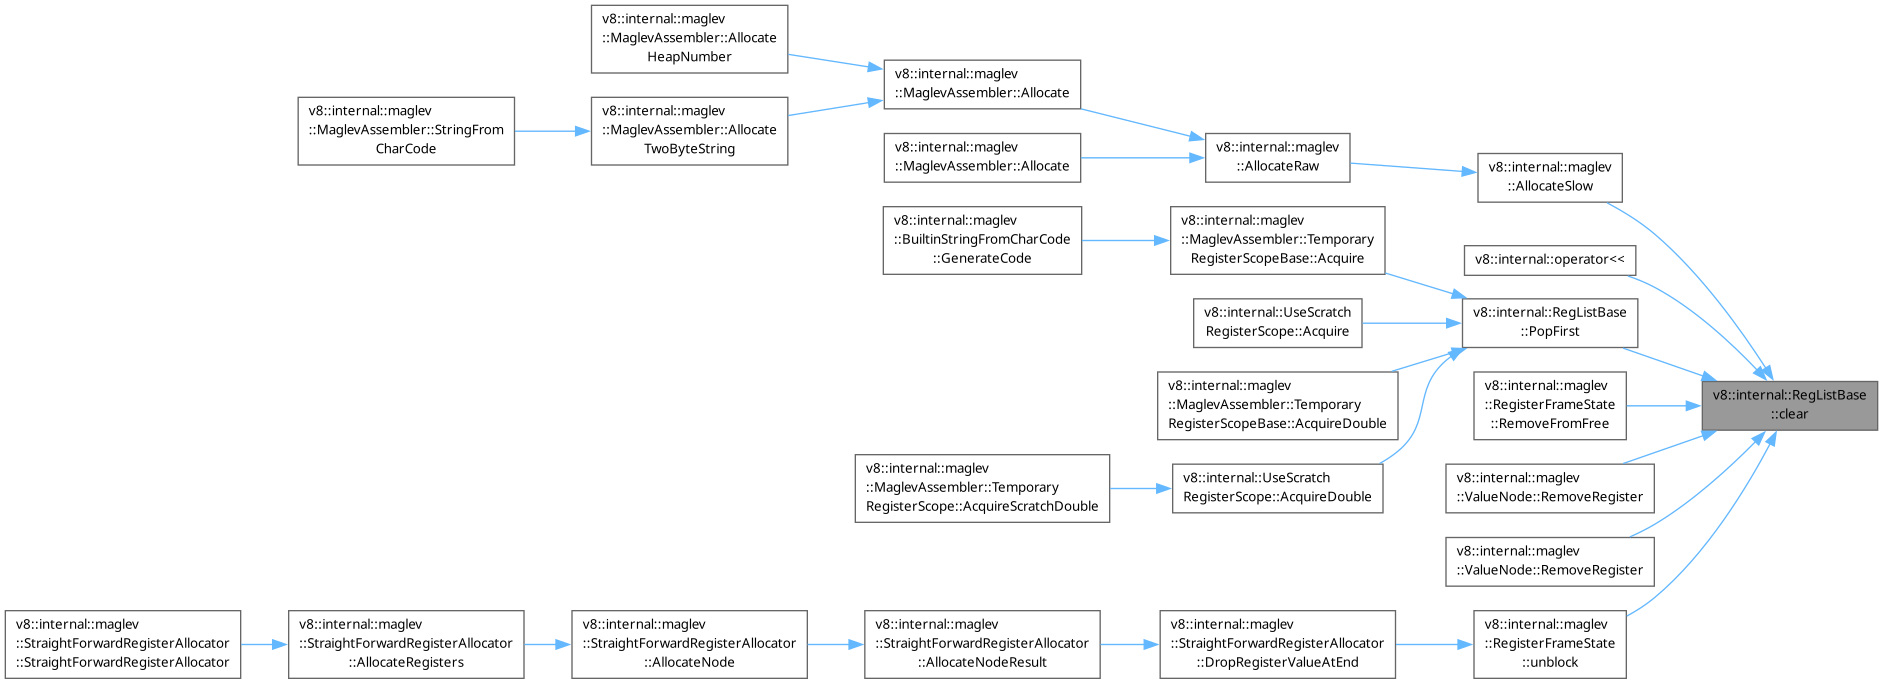 v8::internal::maglev
::MaglevAssembler::Allocate
HeapNumber
v8::internal::maglev
::MaglevAssembler::Allocate
v8::internal::maglev
::MaglevAssembler::StringFrom
CharCode
v8::internal::maglev
::MaglevAssembler::Allocate
TwoByteString
v8::internal::maglev
::MaglevAssembler::Allocate
v8::internal::maglev
::AllocateRaw
v8::internal::maglev
::AllocateSlow
v8::internal::maglev
::BuiltinStringFromCharCode
::GenerateCode
v8::internal::maglev
::MaglevAssembler::Temporary
RegisterScopeBase::Acquire
v8::internal::operator<<
v8::internal::UseScratch
RegisterScope::Acquire
v8::internal::RegListBase
::PopFirst
v8::internal::maglev
::MaglevAssembler::Temporary
RegisterScopeBase::AcquireDouble
v8::internal::maglev
::RegisterFrameState
::RemoveFromFree
v8::internal::RegListBase
::clear
v8::internal::maglev
::MaglevAssembler::Temporary
RegisterScope::AcquireScratchDouble
v8::internal::UseScratch
RegisterScope::AcquireDouble
v8::internal::maglev
::ValueNode::RemoveRegister
v8::internal::maglev
::ValueNode::RemoveRegister
v8::internal::maglev
::StraightForwardRegisterAllocator
::StraightForwardRegisterAllocator
v8::internal::maglev
::StraightForwardRegisterAllocator
::AllocateRegisters
v8::internal::maglev
::StraightForwardRegisterAllocator
::AllocateNode
v8::internal::maglev
::StraightForwardRegisterAllocator
::AllocateNodeResult
v8::internal::maglev
::StraightForwardRegisterAllocator
::DropRegisterValueAtEnd
v8::internal::maglev
::RegisterFrameState
::unblock